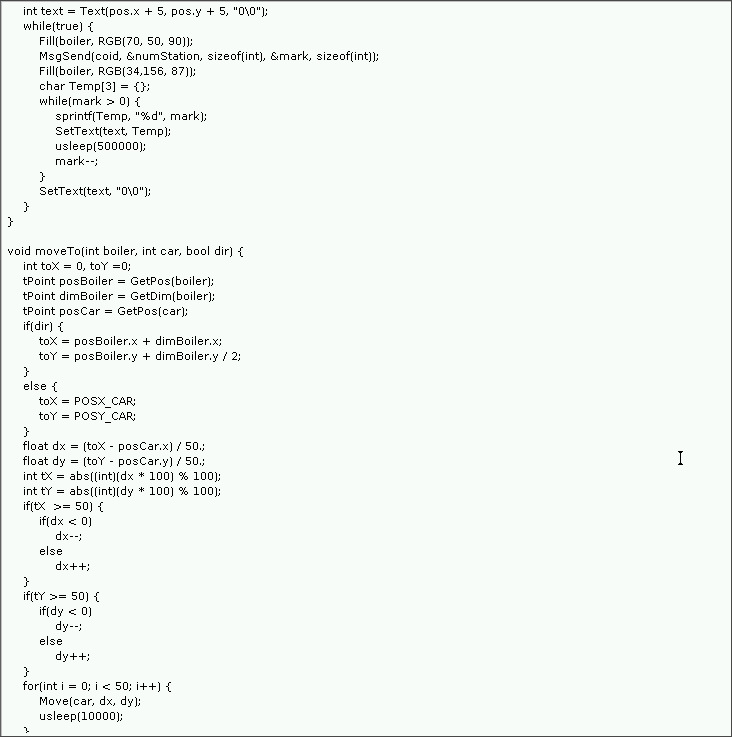 int text = Text(pos.x + 5, pos.y + 5, "0\0");
while(true) {
Fill(boiler, RGB(70, 50, 90));
MsgSend(coid, &numStation, sizeof(int), &mark, sizeof(int));
Fill(boiler, RGB(34,156, 87));
char Temp[3] = {};
while(mark > 0) {
sprintf(Temp, "%d", mark);
SetText(text, Temp);
usleep(500000);
mark--;
}
SetText(text, "0\0");
}
}
void moveTo(int boiler, int car, bool dir) {
int toX = 0, toY =0;
tPoint posBoiler = GetPos(boiler);
tPoint dimBoiler = GetDim(boiler);
tPoint posCar = GetPos(car);
if(dir) {
toX = posBoiler.x + dimBoiler.x;
toY = posBoiler.y + dimBoiler.y / 2;
}
else {
toX = POSX_CAR;
toY = POSY_CAR;
}
float dx = (toX - posCar.x) / 50.;
float dy = (toY - posCar.y) / 50.;
int tX = abs((int)(dx * 100) % 100);
int tY = abs((int)(dy * 100) % 100);
if(tX  >= 50) {
if(dx < 0)
dx--;
else
dx++;
}
if(tY >= 50) {
if(dy < 0)
dy--;
else
dy++;
}
for(int i = 0; i < 50; i++) {
Move(car, dx, dy);
usleep(10000);
}